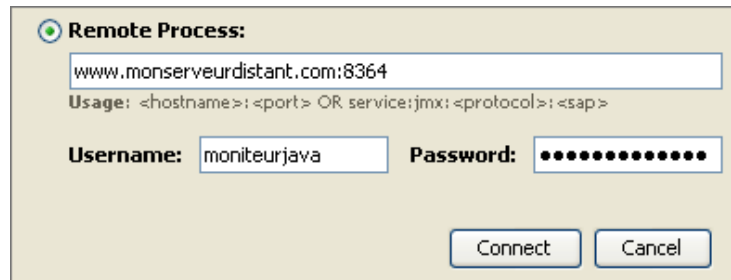 Remote Process:
www.monserveurdistant.com:8364
Usage: <hostname>:<port> OR service:jmx:<protocol>:<sap>
Username: moniteurjava Password: •••••••••••••
Connect Cancel